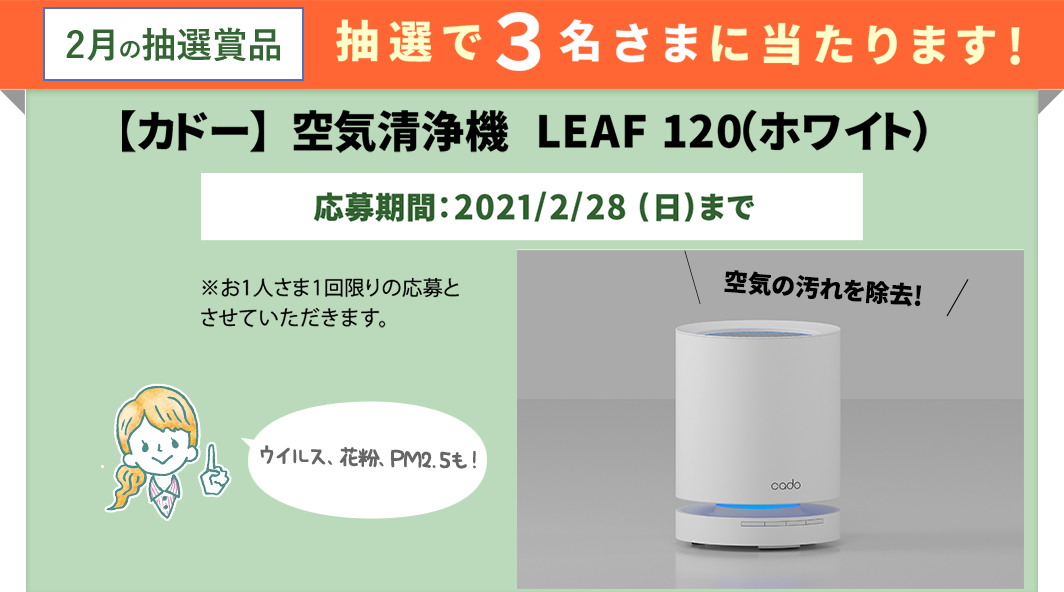 2月の抽選賞品
抽選で3名さまに当たります!
【カドー】 空気清浄機 LEAF 120(ホワイト)
応募期間:2021/2/28 (日)まで
※お1人さま1回限りの応募と
させていただきます。
空気の汚れを除去!
ウイルス、花粉、PM2.5も!
cado